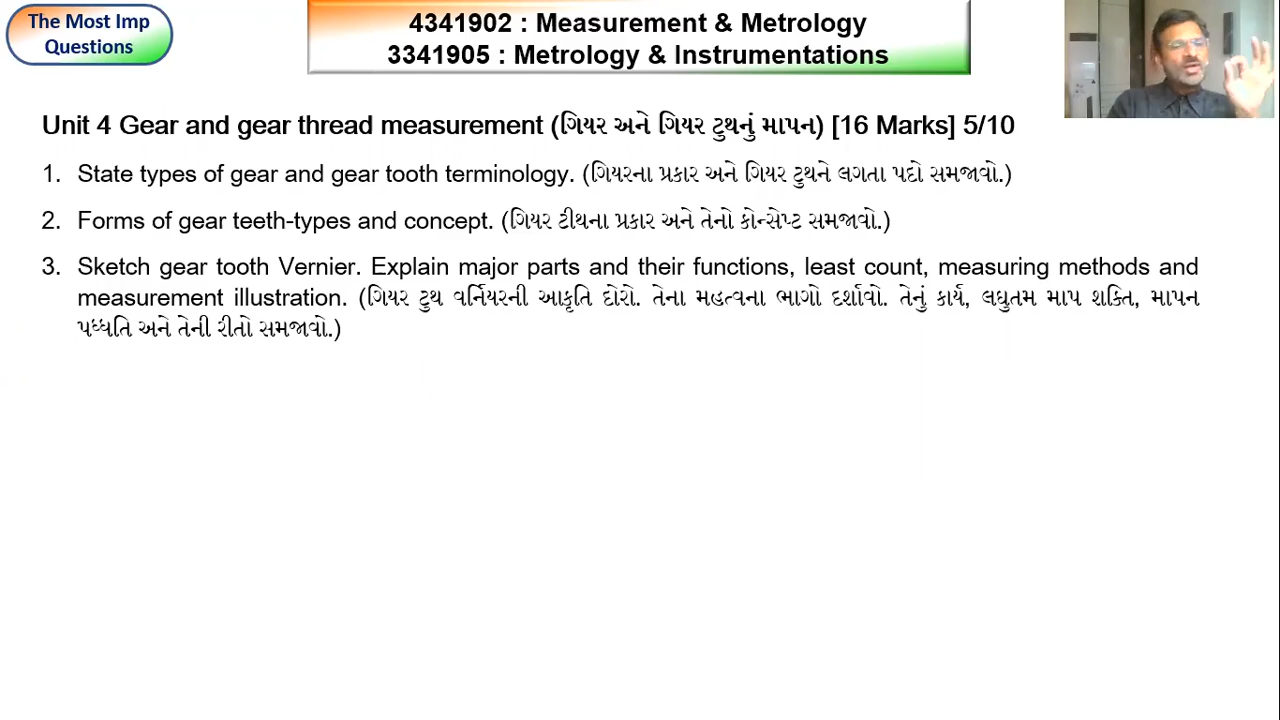 The Most Imp
Questions
4341902 : Measurement & Metrology
3341905 : Metrology & Instrumentations
Unit 4 Gear and gear thread measurement (ગિયર અને ગિયર ટુથનું માપન) [16 Marks] 5/10
1. State types of gear and gear tooth terminology. (ગિયરના પ્રકાર અને ગિયર ટુથને લગતા પદો સમજાવો.)
2. Forms of gear teeth-types and concept. (ગિયર ટીથના પ્રકાર અને તેનો કોન્સેપ્ટ સમજાવો.)
3. Sketch gear tooth Vernier. Explain major parts and their functions, least count, measuring methods and
measurement illustration. (ગિયર ટુથ વર્નિયરની આકૃતિ દોરો. તેના મહત્વના ભાગો દર્શાવો. તેનું કાર્ય, લઘુતમ માપ શક્તિ, માપન
પધ્ધતિ અને તેની રીતો સમજાવો.)